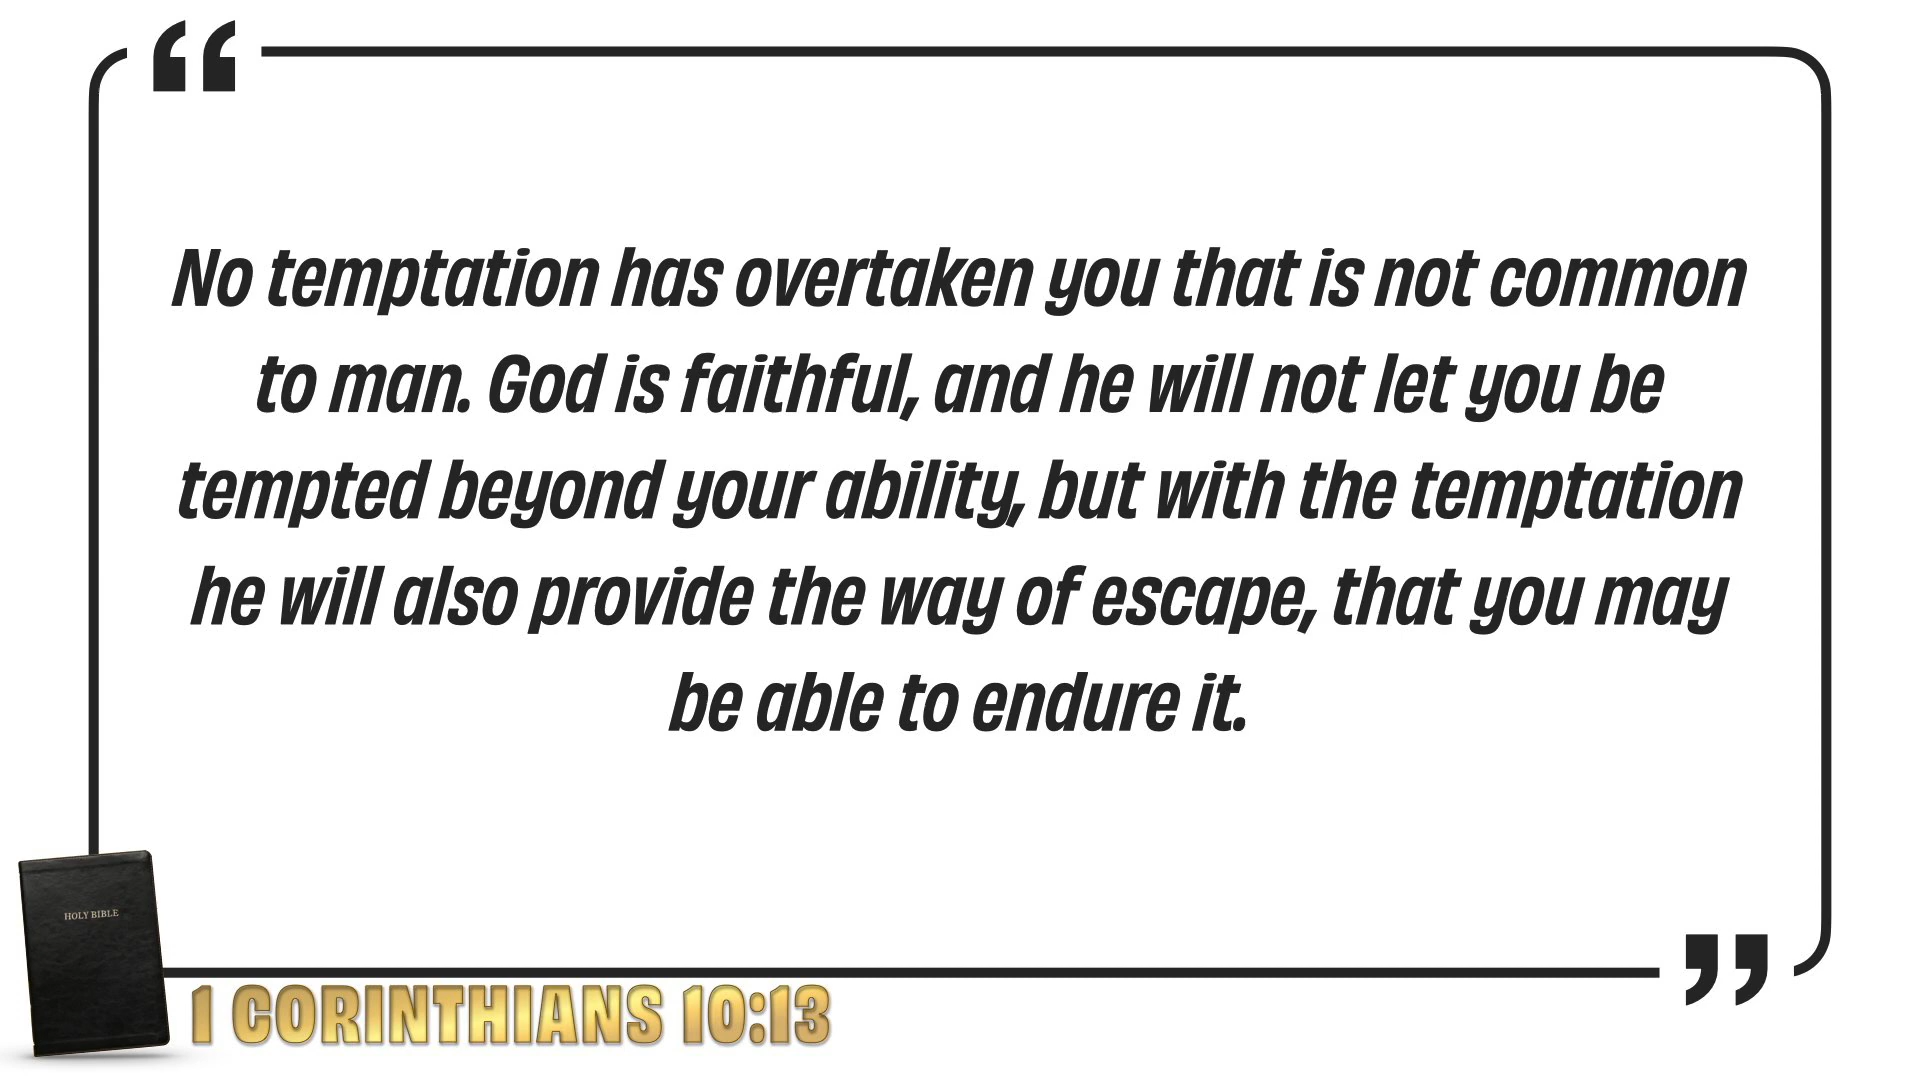 “
No temptation has overtaken you that is not common
to man. God is faithful, and he will not let you be
tempted beyond your ability, but with the temptation
he will also provide the way of escape, that you may
be able to endure it.
”
HOLY BIBLE
1 CORINTHIANS 10:13